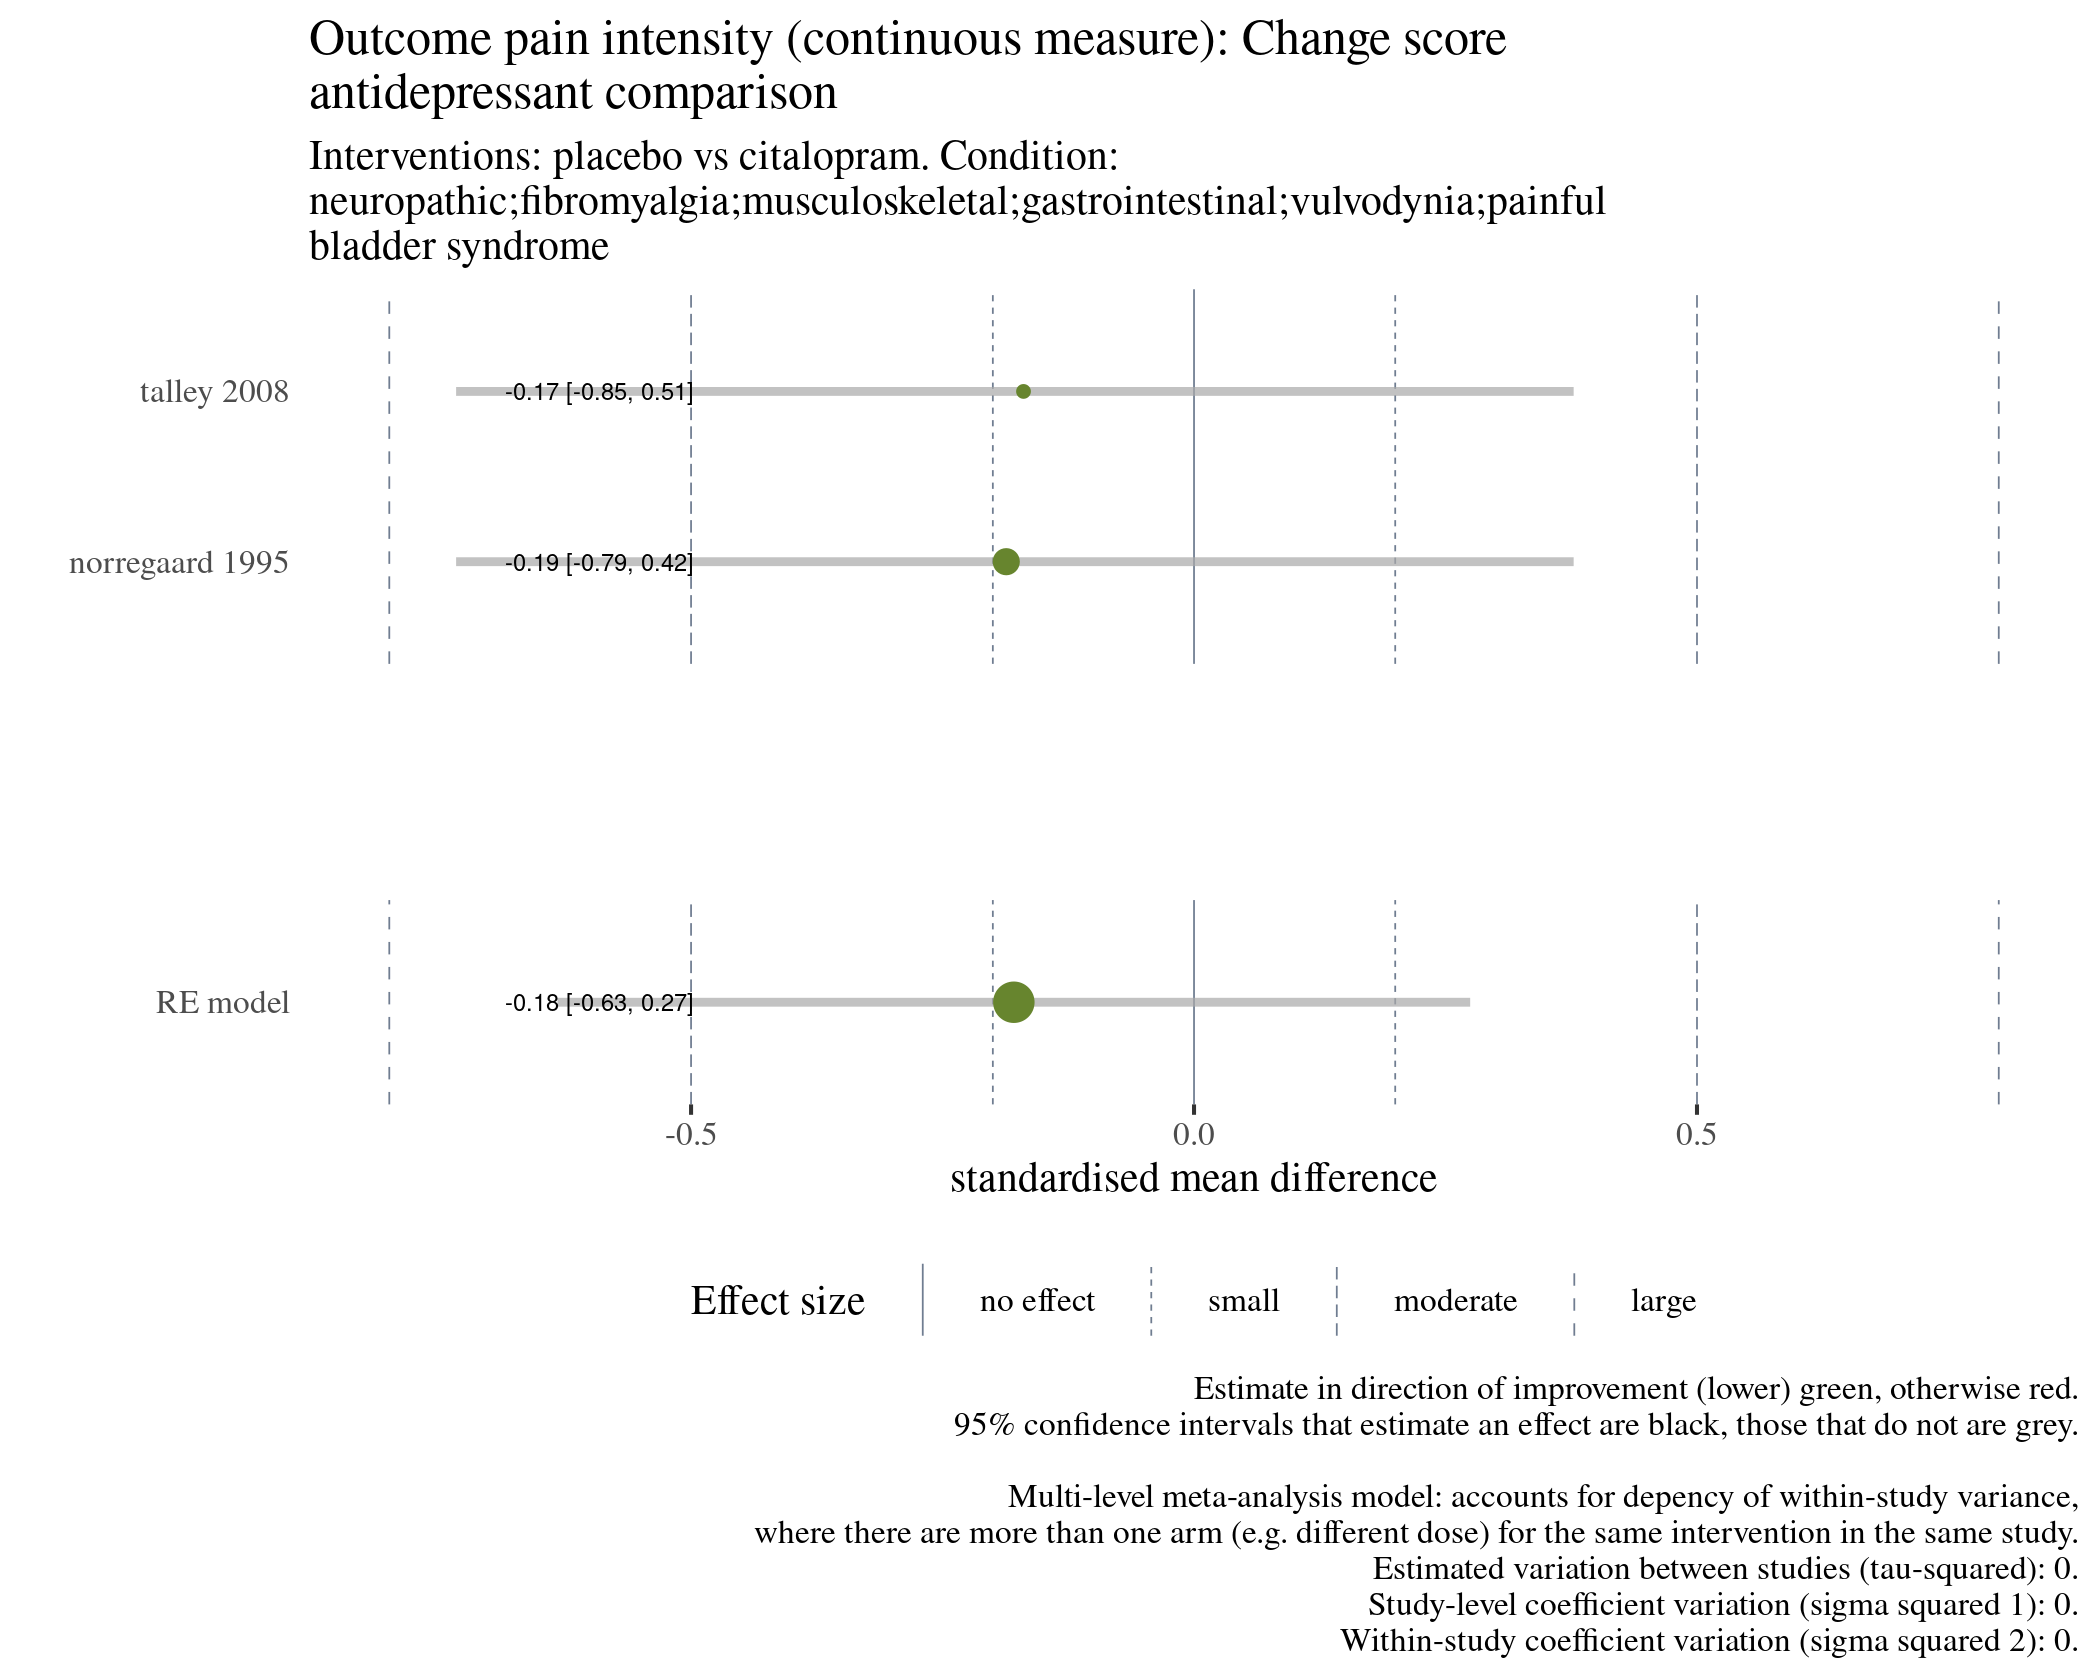 Outcome pain intensity (continuous measure): Change score
antidepressant comparison
Interventions: placebo vs citalopram. Condition:
neuropathic;fibromyalgia;musculoskeletal;gastrointestinal;vulvodynia;painful
bladder syndrome
talley 2008
-0.17 [-0.85, 0.51]
norregaard 1995
-0.19 [-0.79, 0.42]
RE model
-0.18 [-0.63, 0.27]
-0.5 0.0 0.5
standardised mean difference
Effect size no effect small moderate large
Estimate in direction of improvement (lower) green, otherwise red.
95% confidence intervals that estimate an effect are black, those that do not are grey.
Multi-level meta-analysis model: accounts for depency of within-study variance,
where there are more than one arm (e.g. different dose) for the same intervention in the same study.
Estimated variation between studies (tau-squared): 0.
Study-level coefficient variation (sigma squared 1): 0.
Within-study coefficient variation (sigma squared 2): 0.